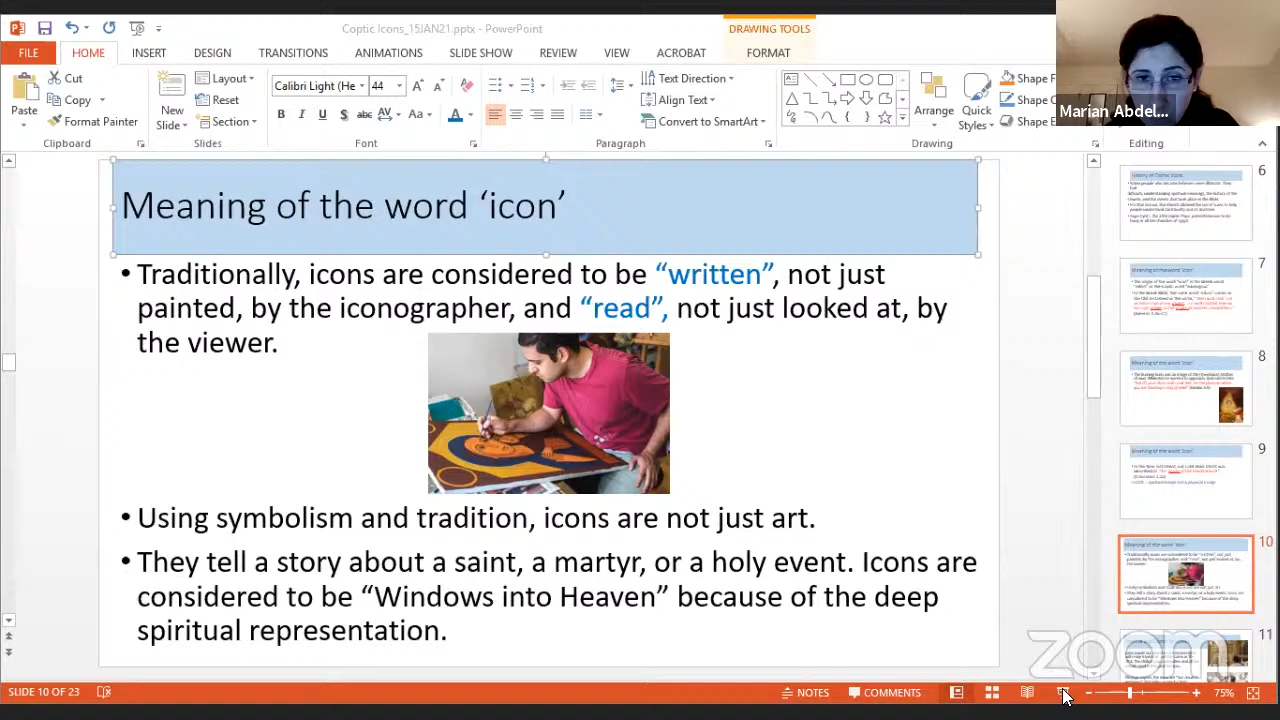 Coptic Icons_15JAN21.pptx - PowerPoint
DRAWING TOOLS
FILE HOME INSERT DESIGN TRANSITIONS ANIMATIONS SLIDE SHOW REVIEW VIEW ACROBAT FORMAT
Marian Abdel...
Paste
Cut
Copy
Format Painter
Clipboard
New
Slide
Layout
Reset
Section
Slides
Calibri Light (He 44
Font
Text Direction
Align Text
Convert to SmartArt
Paragraph
Arrange
Quick
Styles
Shape F
Shape O
Shape E
Drawing
Editing
Meaning of the word ‘icon’
• Traditionally, icons are considered to be “written”, not just
painted, by the iconographer, and “read”, not just looked at, by
the viewer.
• Using symbolism and tradition, icons are not just art.
• They tell a story about a saint, a martyr, or a holy event. Icons are
considered to be “Windows into Heaven” because of the deep
spiritual representation.
6
7
8
9
10
11
zoom
SLIDE 10 OF 23
NOTES
COMMENTS
75%